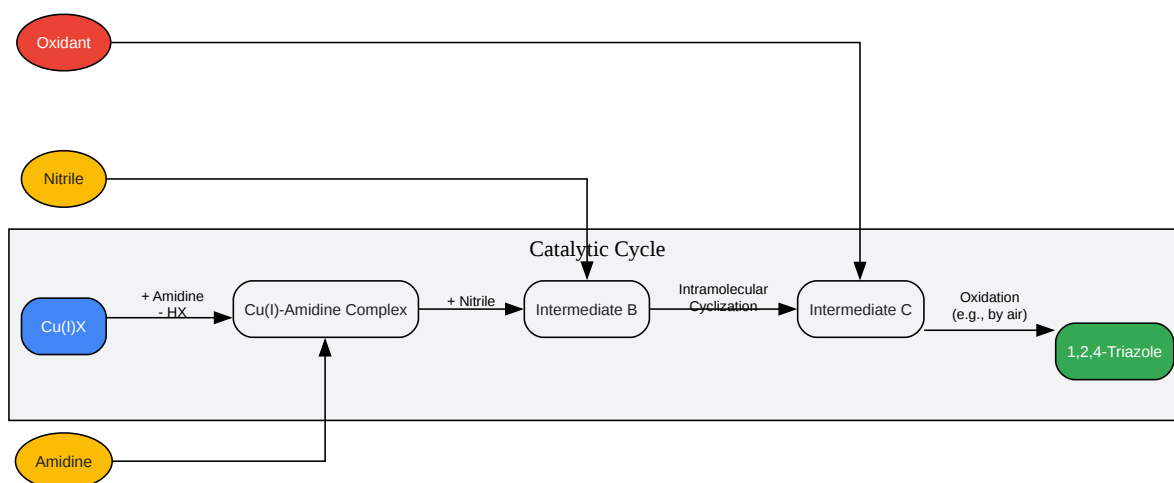 Oxidant
Nitrile
Catalytic Cycle
Cu(I)X
+ Amidine
- HX
Cu(I)-Amidine Complex
+ Nitrile
Intermediate B
Intramolecular
Cyclization
Intermediate C
Oxidation
(e.g., by air)
1,2,4-Triazole
Amidine